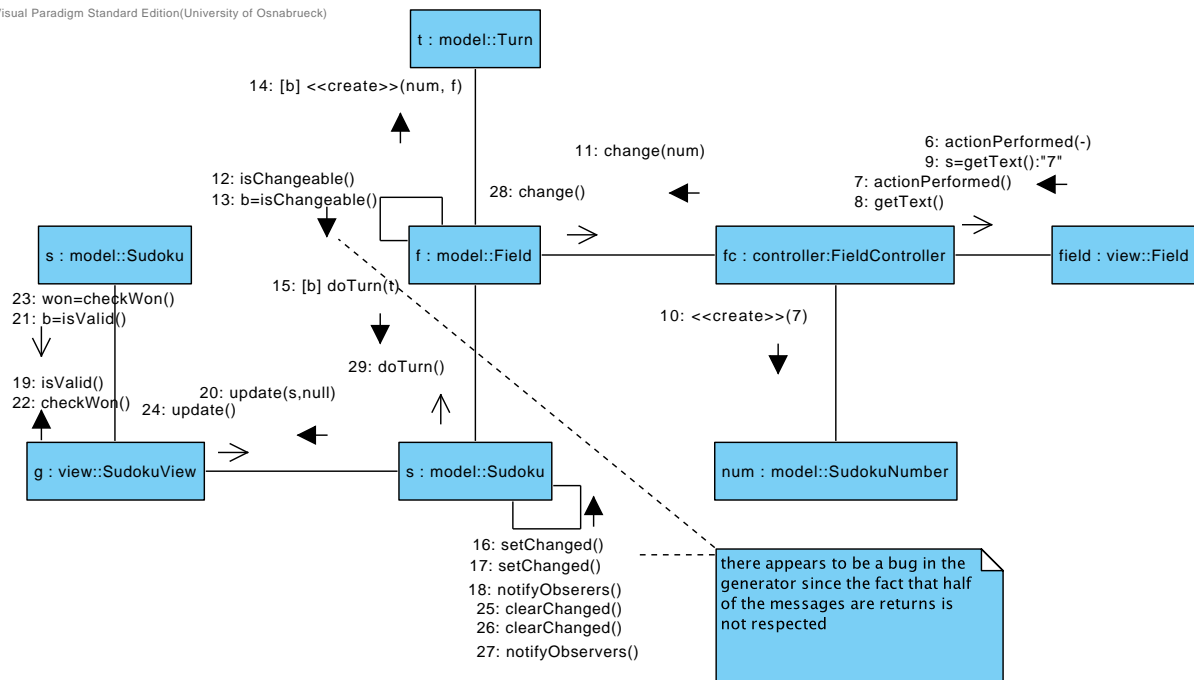 Visual Paradigm Standard Edition(University of Osnabrueck)
t : model::Turn
14: [b] <<create>>(num, f)
6: actionPerformed(-)
11: change(num)
9: s=getText():"7"
12: isChangeable()
7: actionPerformed()
13: b=isChangeable()
28: change()
8: getText()
s : model::Sudoku
f : model::Field
fc : controller:FieldController
field : view::Field
23: won=checkWon()
15: [b] doTurn(t)
21: b=isValid()
10: <<create>>(7)
29: doTurn()
19: isValid()
20: update(s,null)
22: checkWon()
24: update()
g : view::SudokuView
s : model::Sudoku
num : model::SudokuNumber
16: setChanged()
17: setChanged()
18: notifyObserers()
25: clearChanged()
26: clearChanged()
27: notifyObservers()
there appears to be a bug in the
generator since the fact that half
of the messages are returns is
not respected